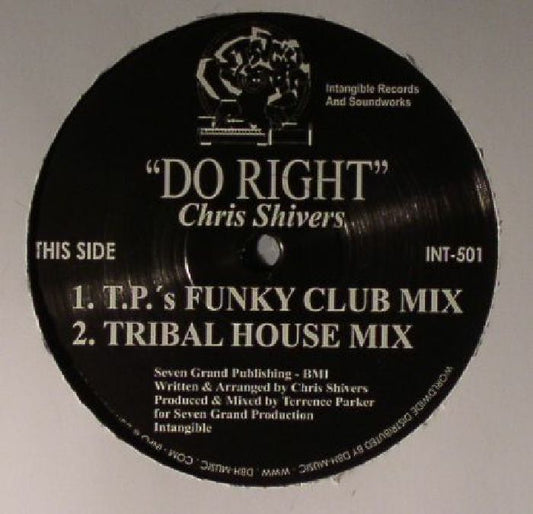 Intangible Records
And Soundworks
"DO RIGHT"
Chris Shivers
THIS SIDE
INT-501
1. T.P.´s FUNKY CLUB MIX
2. TRIBAL HOUSE MIX
Seven Grand Publishing - BMI
Written & Arranged by Chris Shivers
Produced & Mixed by Terrence Parker
for Seven Grand Production
Intangible
WORLDWIDE DISTRIBUTED BY DBH-MUSIC . WWW . DBH-MUSIC . COM - INFO @